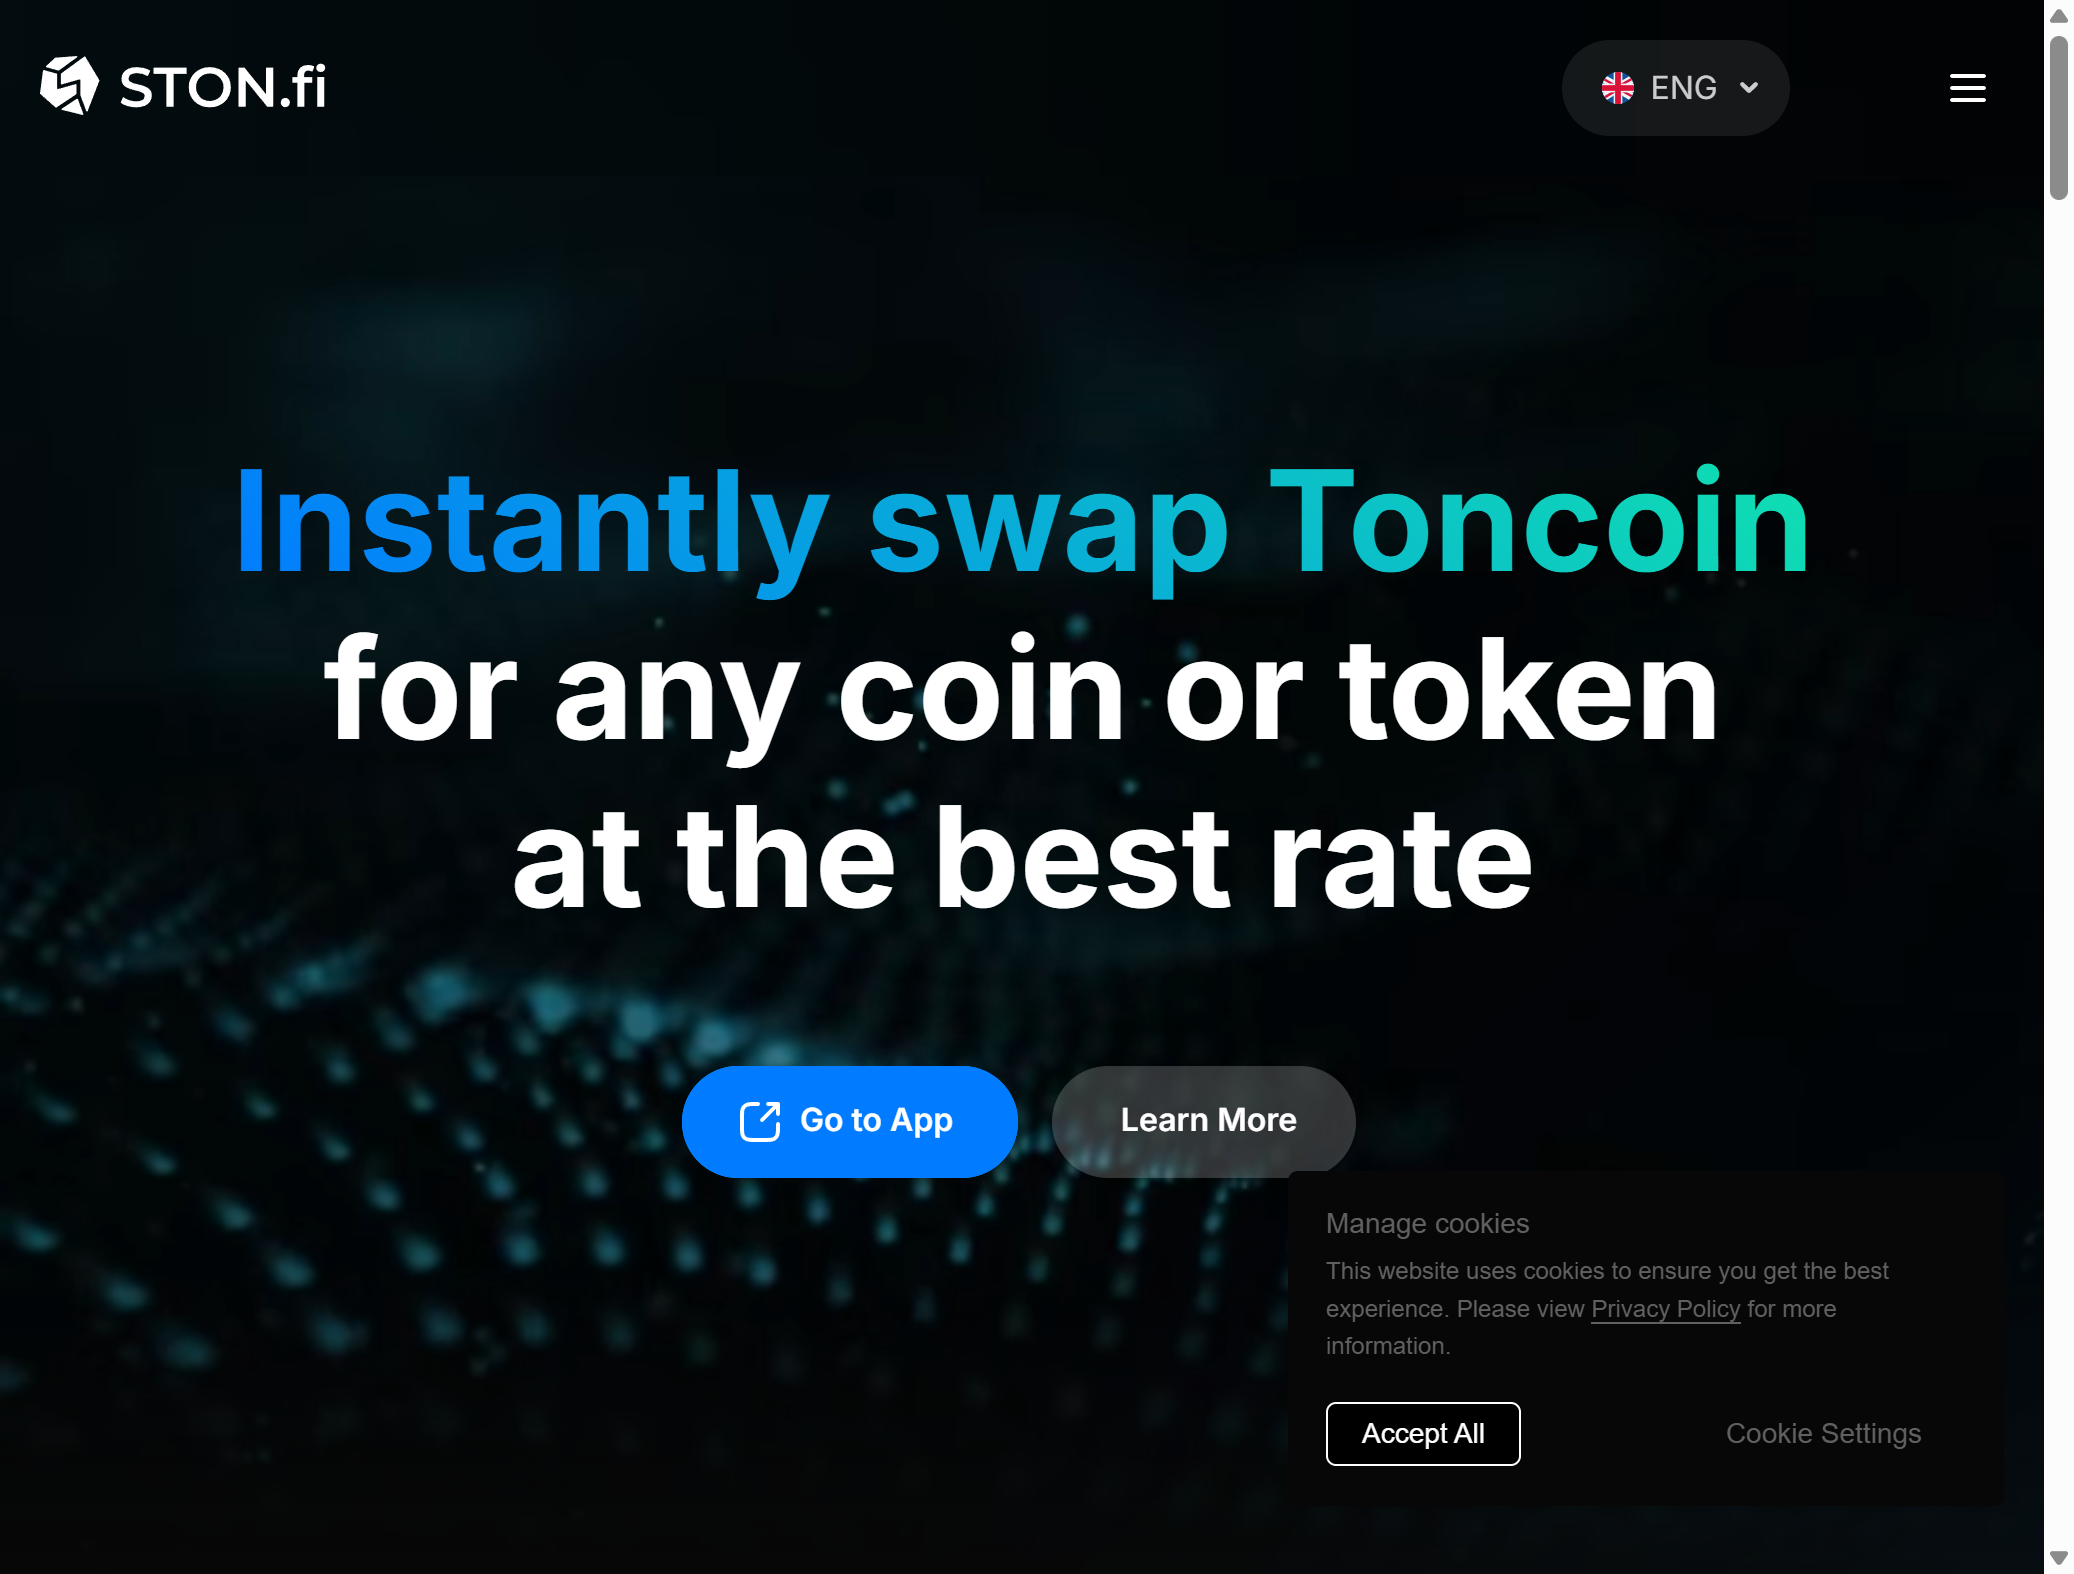 STON.fi
ENG
Instantly swap Toncoin
for any coin or token
at the best rate
Go to App
Learn More
Manage cookies
This website uses cookies to ensure you get the best
experience. Please view Privacy Policy for more
information.
Accept All
Cookie Settings